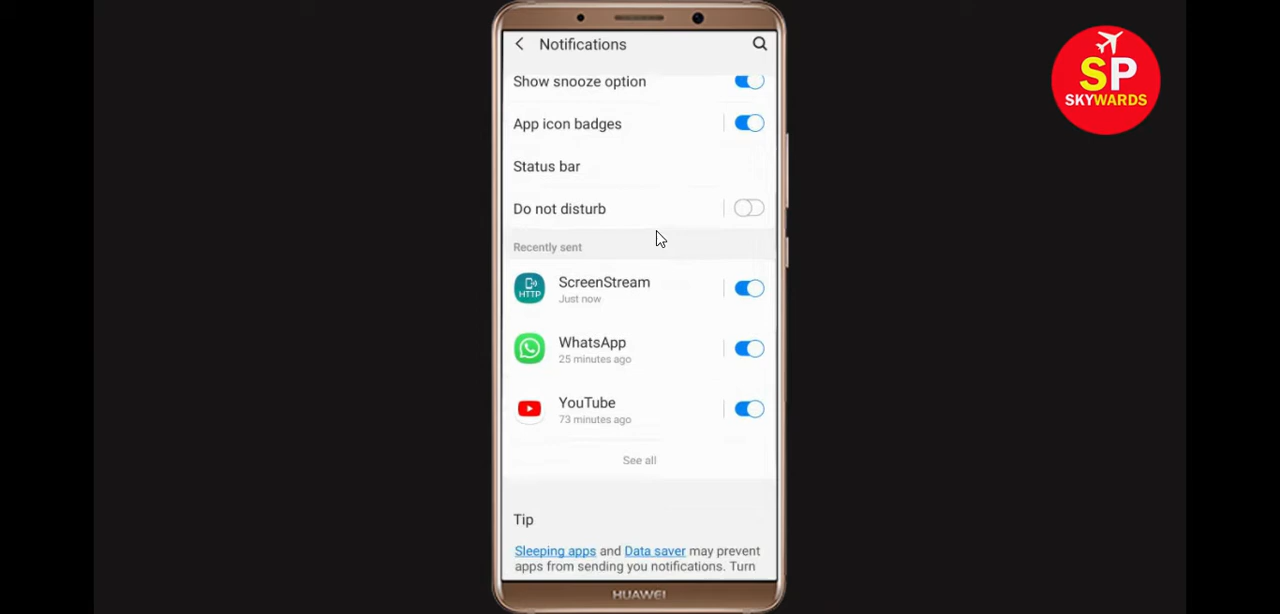 Notifications
SP
SKYWARDS
Show snooze option
App icon badges
Status bar
Do not disturb
Recently sent
HTTP
ScreenStream
Just now
WhatsApp
25 minutes ago
YouTube
73 minutes ago
See all
Tip
Sleeping apps and Data saver may prevent
apps from sending you notifications. Turn
HUAWEI